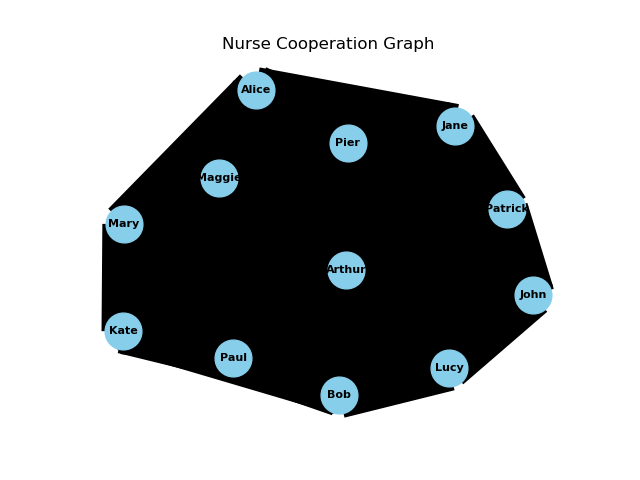 Nurse Cooperation Graph
Alice
Jane
Pier
Maggie
Patrick
Mary
Arthur
John
Kate
Paul
Lucy
Bob